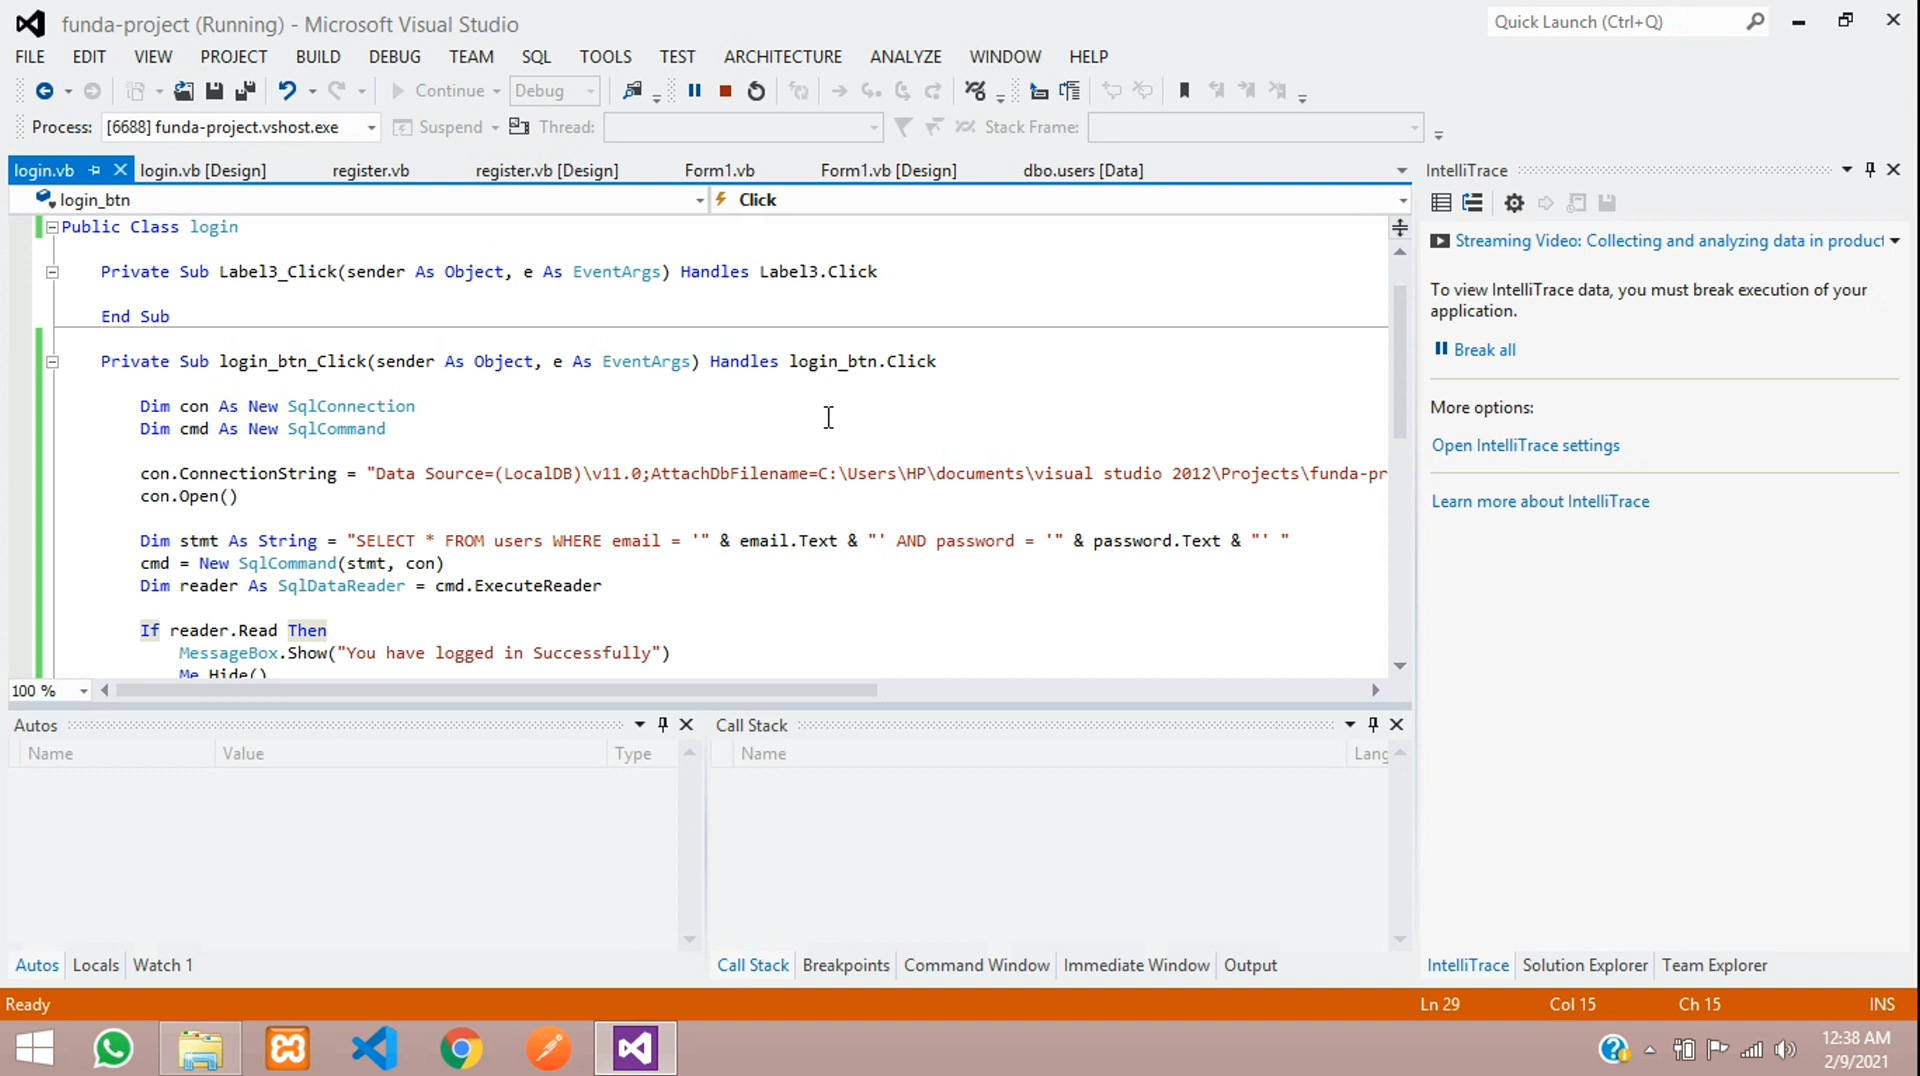 funda-project (Running) - Microsoft Visual Studio
Quick Launch (Ctrl+Q)
FILE EDIT VIEW PROJECT BUILD DEBUG TEAM SQL TOOLS TEST ARCHITECTURE ANALYZE WINDOW HELP
Continue Debug
Process: [6688] funda-project.vshost.exe Suspend Thread: Stack Frame:
login.vb login.vb [Design] register.vb register.vb [Design] Form1.vb Form1.vb [Design] dbo.users [Data]
login_btn Click
Public Class login
Private Sub Label3_Click(sender As Object, e As EventArgs) Handles Label3.Click
End Sub
Private Sub login_btn_Click(sender As Object, e As EventArgs) Handles login_btn.Click
Dim con As New SqlConnection
Dim cmd As New SqlCommand
con.ConnectionString = "Data Source=(LocalDB)\v11.0;AttachDbFilename=C:\Users\HP\documents\visual studio 2012\Projects\funda-pr
con.Open()
Dim stmt As String = "SELECT * FROM users WHERE email = '" & email.Text & "' AND password = '" & password.Text & "' "
cmd = New SqlCommand(stmt, con)
Dim reader As SqlDataReader = cmd.ExecuteReader
If reader.Read Then
MessageBox.Show("You have logged in Successfully")
Me.Hide()
100 %
IntelliTrace
Streaming Video: Collecting and analyzing data in product
To view IntelliTrace data, you must break execution of your
application.
Break all
More options:
Open IntelliTrace settings
Learn more about IntelliTrace
Autos
Name Value Type
Call Stack
Name Lang
Autos Locals Watch 1
Call Stack Breakpoints Command Window Immediate Window Output
IntelliTrace Solution Explorer Team Explorer
Ready Ln 29 Col 15 Ch 15 INS
12:38 AM
2/9/2021